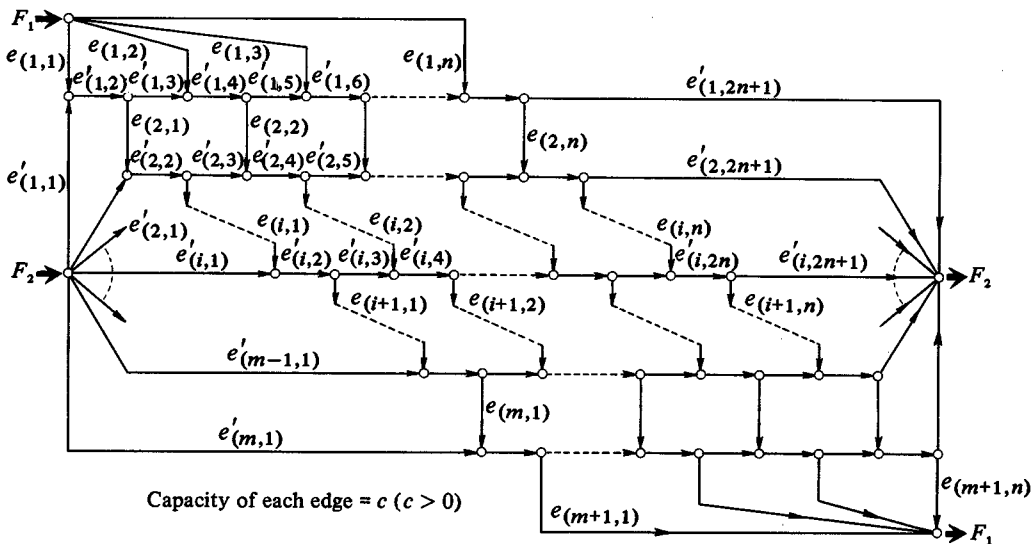 F₁
e(1,1)
e(1,2)
e(1,3)
e(1,n)
e'(1,2) e'(1,3) e'(1,4) e'(1,5) e'(1,6)
e'(1,2n+1)
e(2,1)
e(2,2)
e(2,n)
e'(2,2) e'(2,3) e'(2,4) e'(2,5)
e'(2,2n+1)
e'(1,1)
e'(2,1)
e(i,1)
e(i,2)
e(i,n)
F₂
e'(i,1)
e'(i,2) e'(i,3) e'(i,4)
e'(i,2n)
e'(i,2n+1)
F₂
e(i+1,1)
e(i+1,2)
e(i+1,n)
e'(m−1,1)
e(m,1)
e'(m,1)
Capacity of each edge = c (c > 0)
e(m+1,1)
e(m+1,n)
F₁